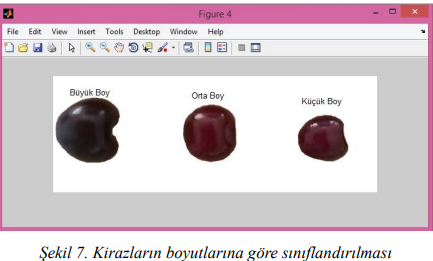 Figure 4
File Edit View Insert Tools Desktop Window Help
Büyük Boy
Orta Boy
Küçük Boy
Şekil 7. Kirazların boyutlarına göre sınıflandırılması